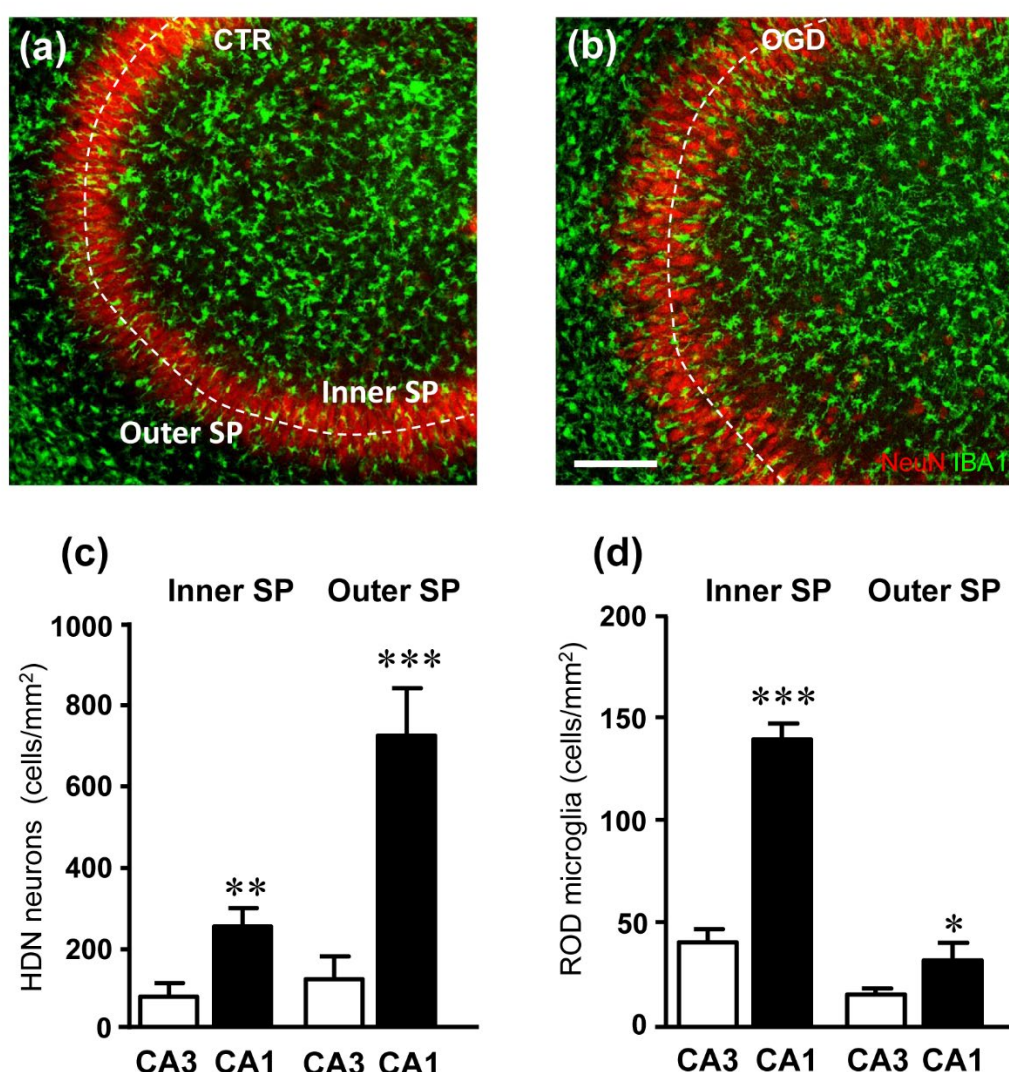 (a)
CTR
Inner SP
Outer SP
(b)
OGD
NeuN IBA1
(c)
Inner SP Outer SP
HDN neurons (cells/mm²)
1000
800
600
400
200
0
**
***
CA3 CA1 CA3 CA1
(d)
Inner SP Outer SP
ROD microglia (cells/mm²)
200
150
100
50
0
***
*
CA3 CA1 CA3 CA1